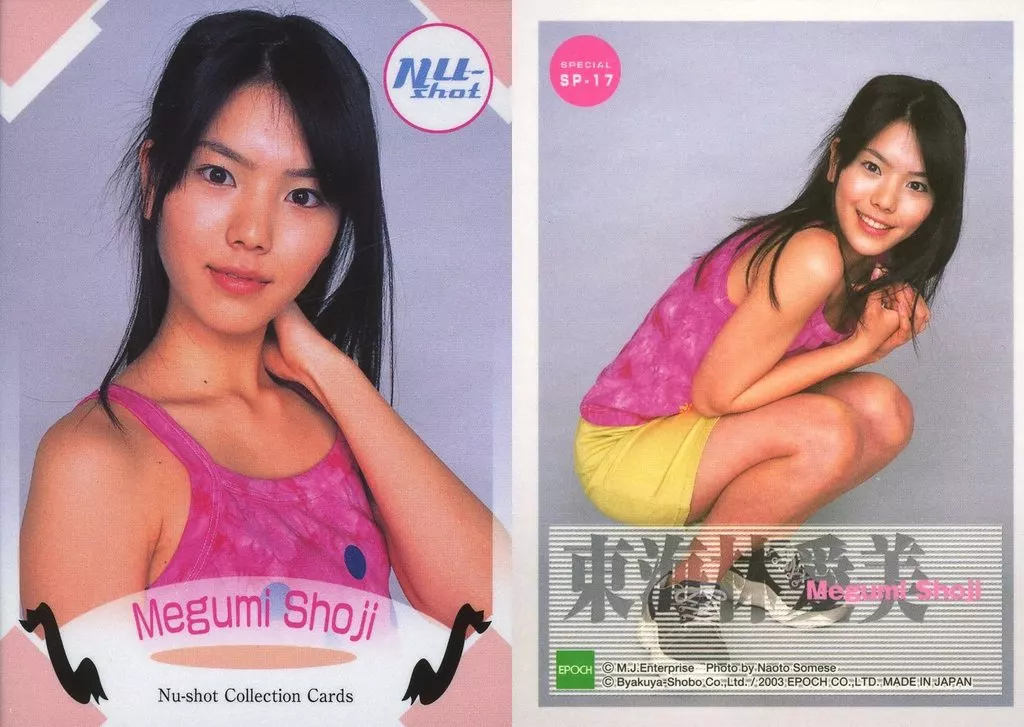 Nu-
shot
Megumi Shoji
Nu-shot Collection Cards
SPECIAL
SP-17
東海林愛美
Megumi Shoji
EPOCH
© M.J.Enterprise Photo by Naoto Somese
© Byakuya-Shobo Co.,Ltd. / 2003 EPOCH CO.,LTD. MADE IN JAPAN